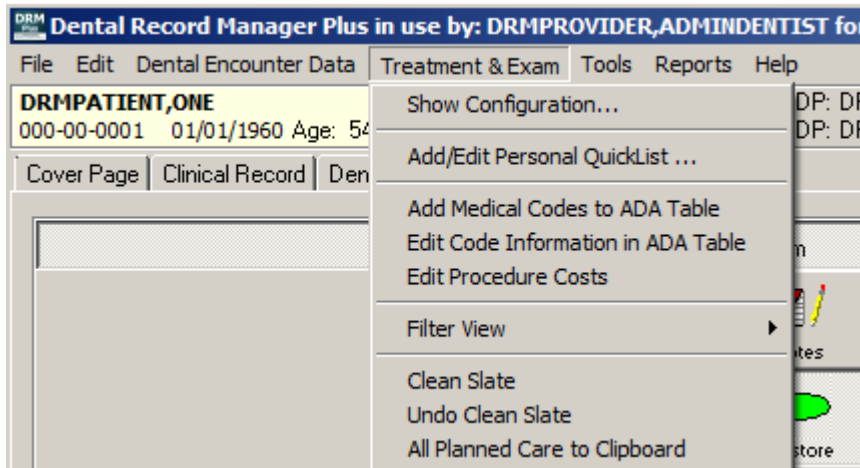 DRM Plus Dental Record Manager Plus in use by: DRMPROVIDER,ADMINDENTIST for
File Edit Dental Encounter Data Treatment & Exam Tools Reports Help
DRMPATIENT,ONE
000-00-0001 01/01/1960 Age: 54
DP:
DP:
Cover Page Clinical Record
Show Configuration...
Add/Edit Personal QuickList ...
Add Medical Codes to ADA Table
Edit Code Information in ADA Table
Edit Procedure Costs
Filter View
Clean Slate
Undo Clean Slate
All Planned Care to Clipboard